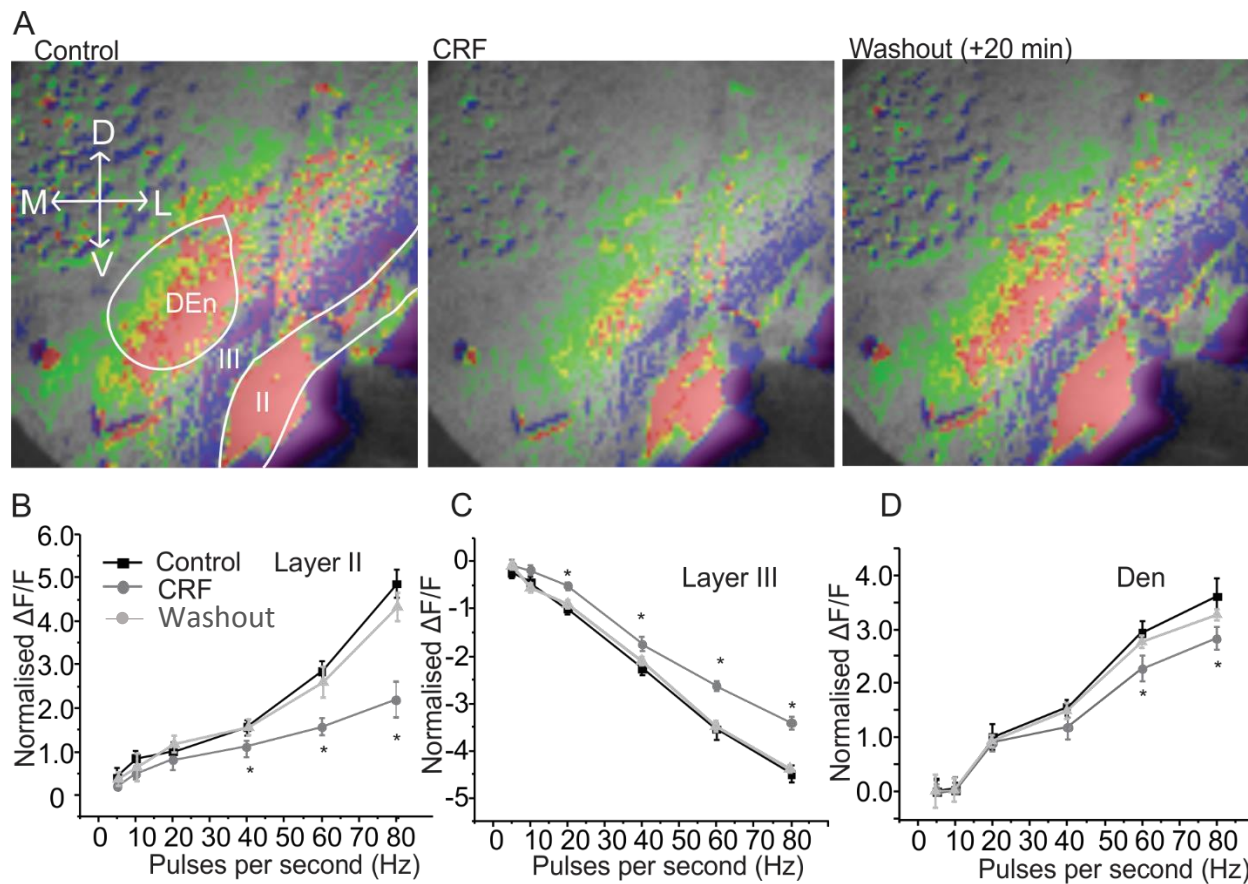 A
Control
CRF
Washout (+20 min)
D
M
L
V
DEn
III
II
B
C
D
6.0
5.0
4.0
3.0
2.0
1.0
0
Normalised ΔF/F
Control
CRF
Washout
Layer II
0 10 20 30 40 50 60 70 80
Pulses per second (Hz)
* * *
0
-1
-2
-3
-4
-5
Normalised ΔF/F
Layer III
* * * *
0 10 20 30 40 50 60 70 80
Pulses per second (Hz)
4.0
3.0
2.0
1.0
0.0
Normalised ΔF/F
Den
* *
0 10 20 30 40 50 60 70 80
Pulses per second (Hz)